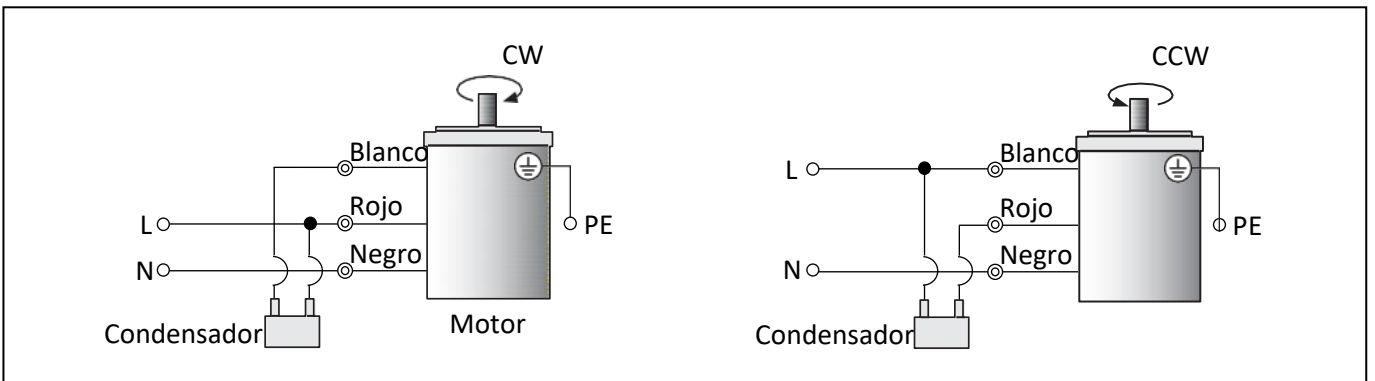 CW
Blanco
Rojo
L
Negro
N
PE
Condensador
Motor
CCW
Blanco
L
Rojo
Negro
N
PE
Condensador